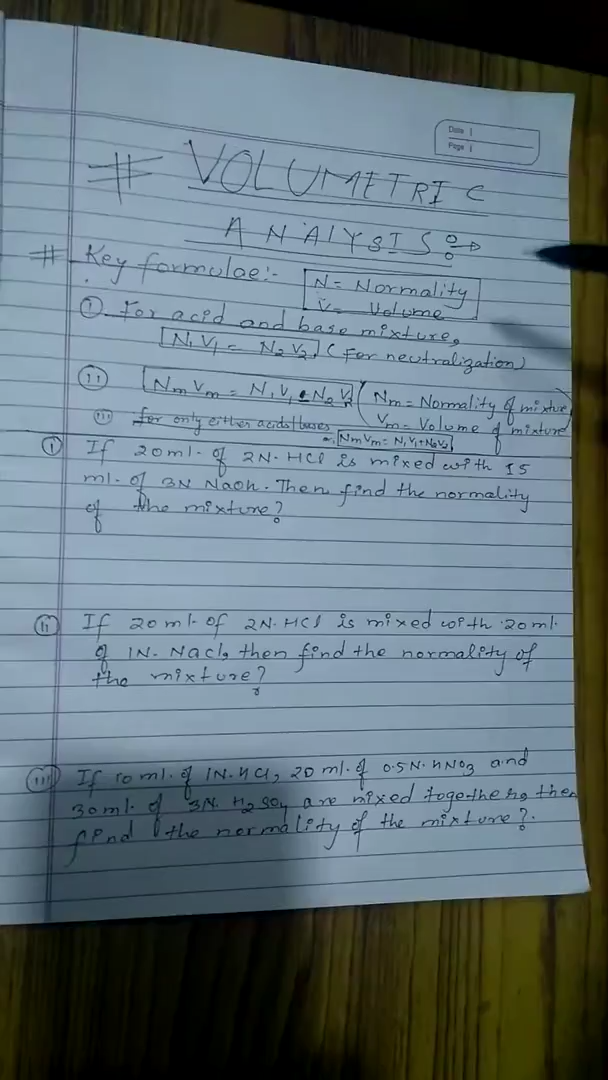 Date
Page
# VOLUMETRIC
ANALYSIS:→
# Key formulae:-
N = Normality
V = Volume
(i) For acid and base mixture,
N₁V₁ = N₂V₂ (for neutralization)
(ii) NmVm = N₁V₁ N₂V₂ (Nm = Normality of mixture
Vm = Volume of mixture
(iii) for only either acids/bases
NmVm = N₁V₁+N₂V₂
(i) If 20ml. of 2N. HCl is mixed with 15
ml. of 3N NaOH. Then find the normality
of the mixture?
(ii) If 20ml. of 2N. HCl is mixed with 20ml.
of 1N. NaCl, then find the normality of
the mixture?
(iii) If 10ml. of 1N. HCl, 20 ml. of 0.5N. HNO3 and
30ml. of 3N. H2SO4 are mixed together, then
find the normality of the mixture?